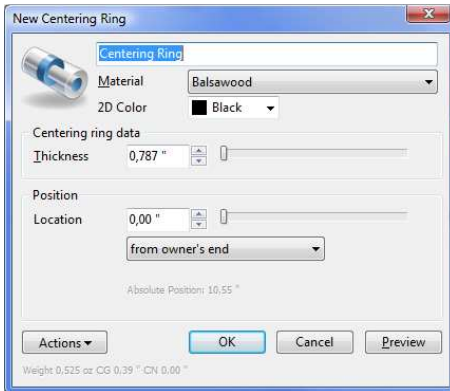 New Centering Ring
Centering Ring
Material Balsawood
2D Color Black
Centering ring data
Thickness 0,787 "
Position
Location 0,00 "
from owner's end
Absolute Position: 10,55 "
Actions OK Cancel Preview
Weight 0,525 oz CG 0.39 " CN 0.00 "